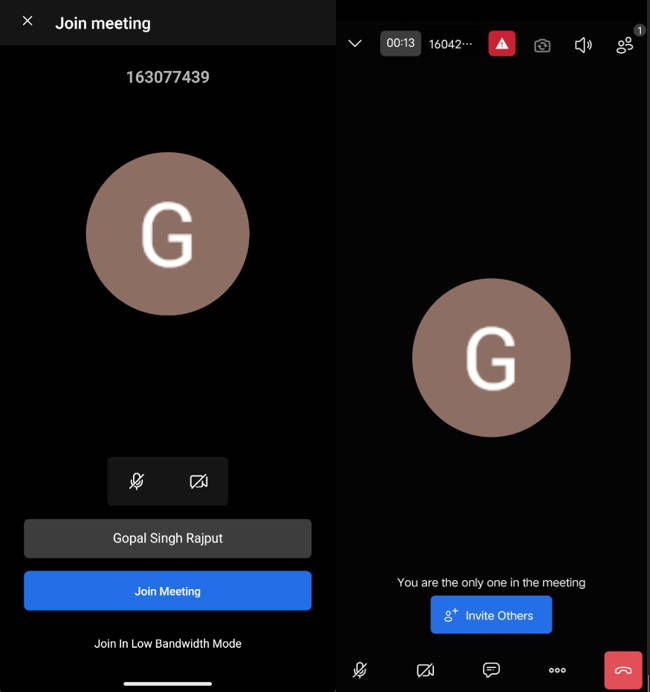 Join meeting
163077439
G
Gopal Singh Rajput
Join Meeting
Join In Low Bandwidth Mode
00:13
16042···
1
G
You are the only one in the meeting
Invite Others